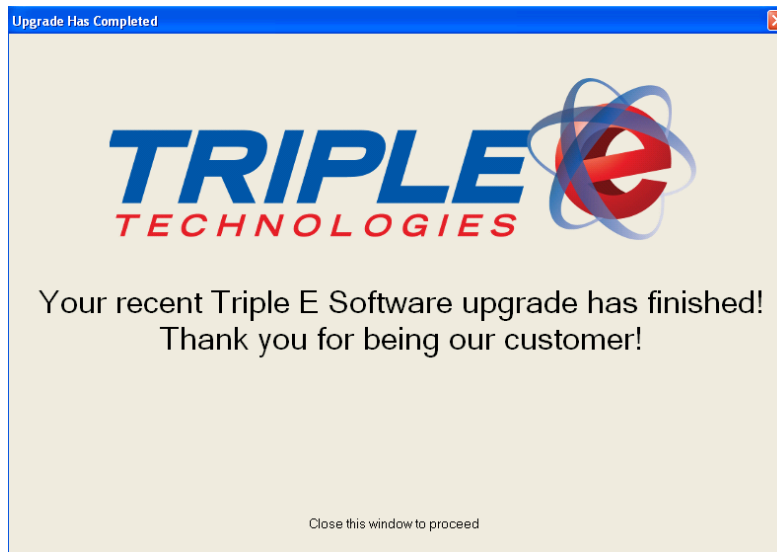 Upgrade Has Completed
TRIPLE e
TECHNOLOGIES
Your recent Triple E Software upgrade has finished!
Thank you for being our customer!
Close this window to proceed